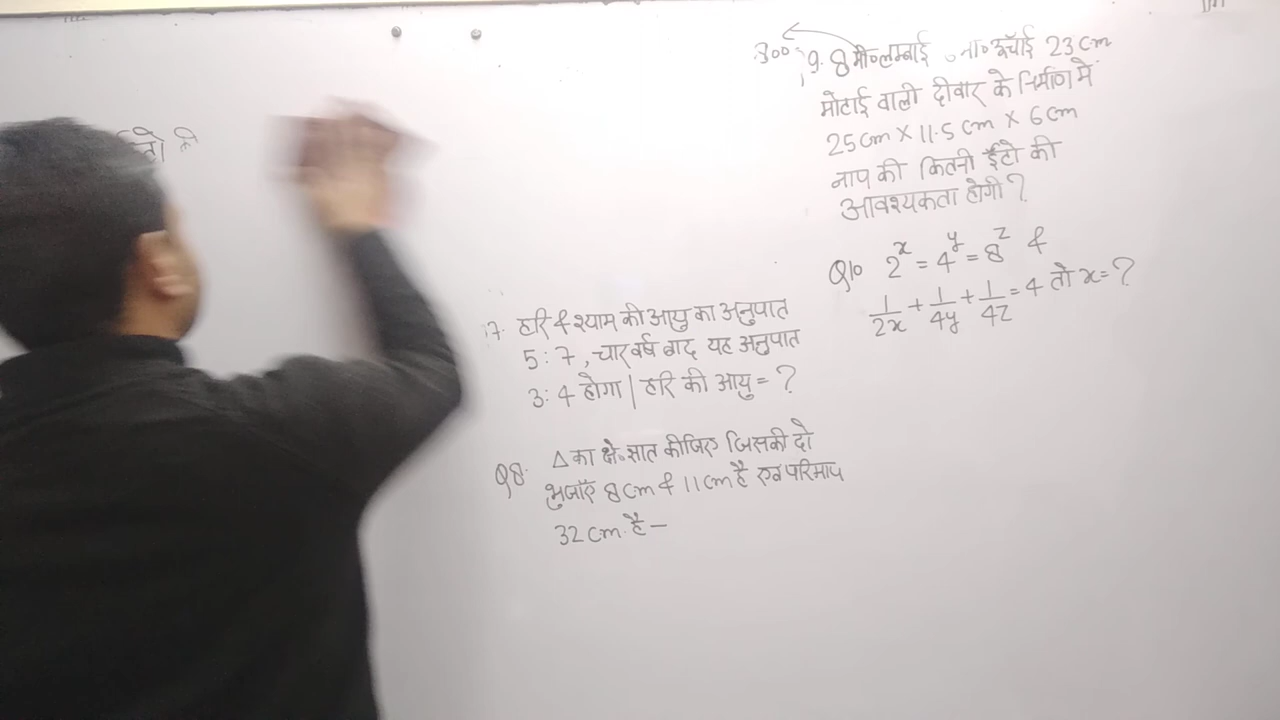 7. हरि & श्याम की आयु का अनुपात
5 : 7 , चार वर्ष बाद यह अनुपात
3 : 4 होगा | हरि की आयु = ?
Q8. Δ का क्षे० ज्ञात कीजिए जिसकी दो
भुजाएँ 8 cm & 11 cm है एवं परिमाप
32 cm. है –
300
9. 8 मी० लम्बाई ऊँचाई 23 cm
मोटाई वाली दीवार के निर्माण में
25 cm × 11.5 cm × 6 cm
नाप की कितनी ईंटो की
आवश्यकता होगी ?
Q10 2^x = 4^y = 8^z &
1/2x + 1/4y + 1/4z = 4 तो x = ?